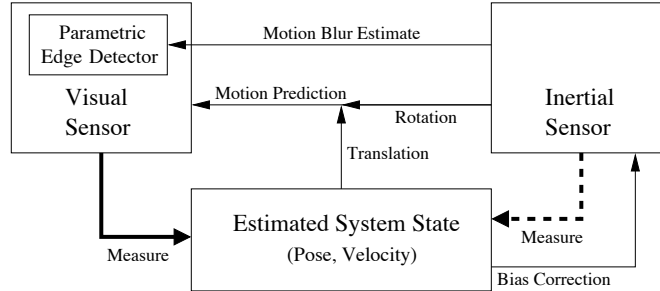 Parametric
Edge Detector
Visual
Sensor
Motion Blur Estimate
Motion Prediction
Rotation
Translation
Inertial
Sensor
Estimated System State
(Pose, Velocity)
Measure
Measure
Bias Correction